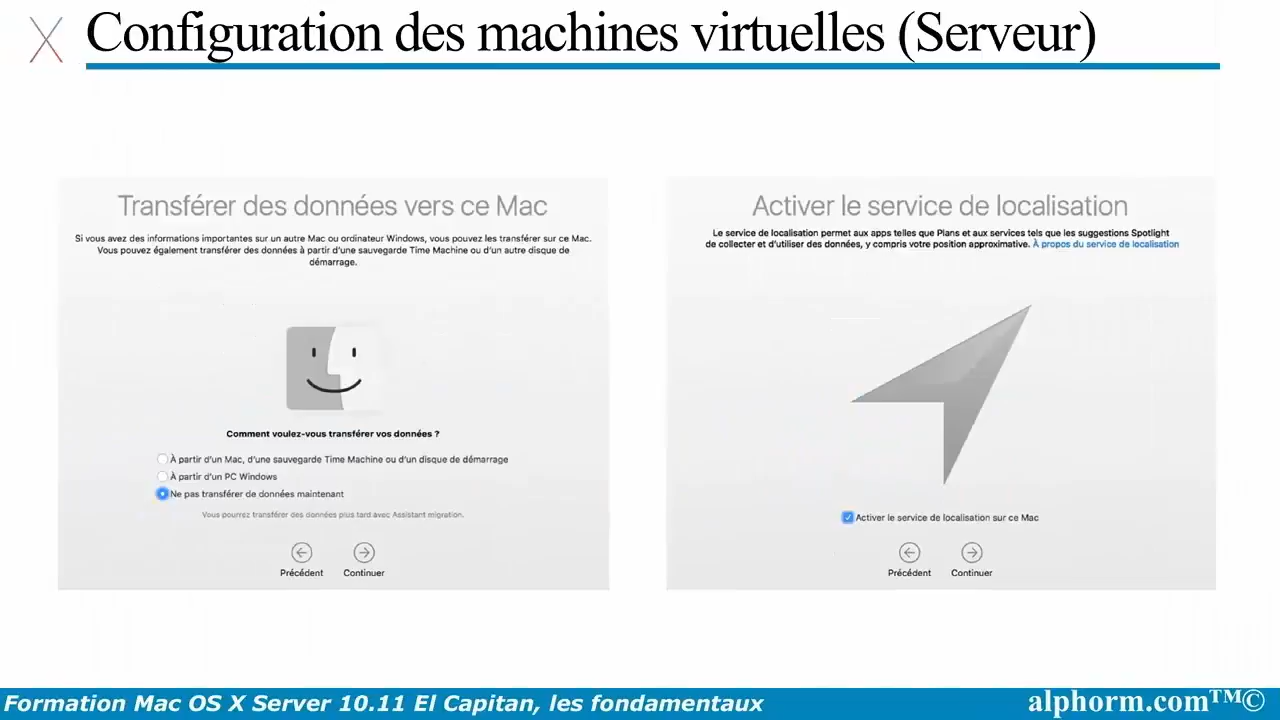 Configuration des machines virtuelles (Serveur)
Transférer des données vers ce Mac
Si vous avez des informations importantes sur un autre Mac ou ordinateur Windows, vous pouvez les transférer sur ce Mac.
Vous pouvez également transférer des données à partir d'une sauvegarde Time Machine ou d'un autre disque de
démarrage.
Comment voulez-vous transférer vos données ?
À partir d'un Mac, d'une sauvegarde Time Machine ou d'un disque de démarrage
À partir d'un PC Windows
Ne pas transférer de données maintenant
Vous pourrez transférer des données plus tard avec Assistant migration.
Précédent Continuer
Activer le service de localisation
Le service de localisation permet aux apps telles que Plans et aux services tels que les suggestions Spotlight
de collecter et d'utiliser des données, y compris votre position approximative. À propos du service de localisation
Activer le service de localisation sur ce Mac
Précédent Continuer
Formation Mac OS X Server 10.11 El Capitan, les fondamentaux
alphorm.com™©